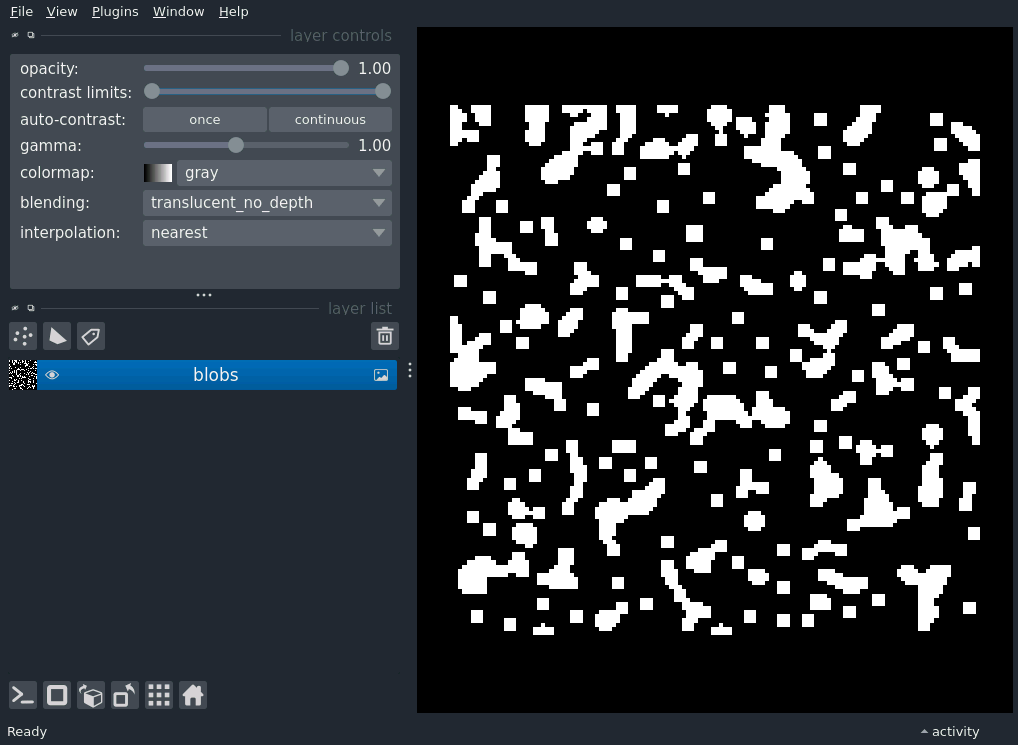 File View Plugins Window Help
layer controls
opacity: 1.00
contrast limits:
auto-contrast: once continuous
gamma: 1.00
colormap: gray
blending: translucent_no_depth
interpolation: nearest
layer list
blobs
Ready activity